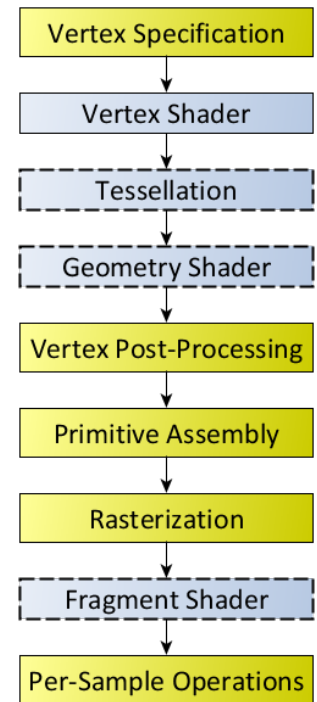 Vertex Specification
Vertex Shader
Tessellation
Geometry Shader
Vertex Post-Processing
Primitive Assembly
Rasterization
Fragment Shader
Per-Sample Operations